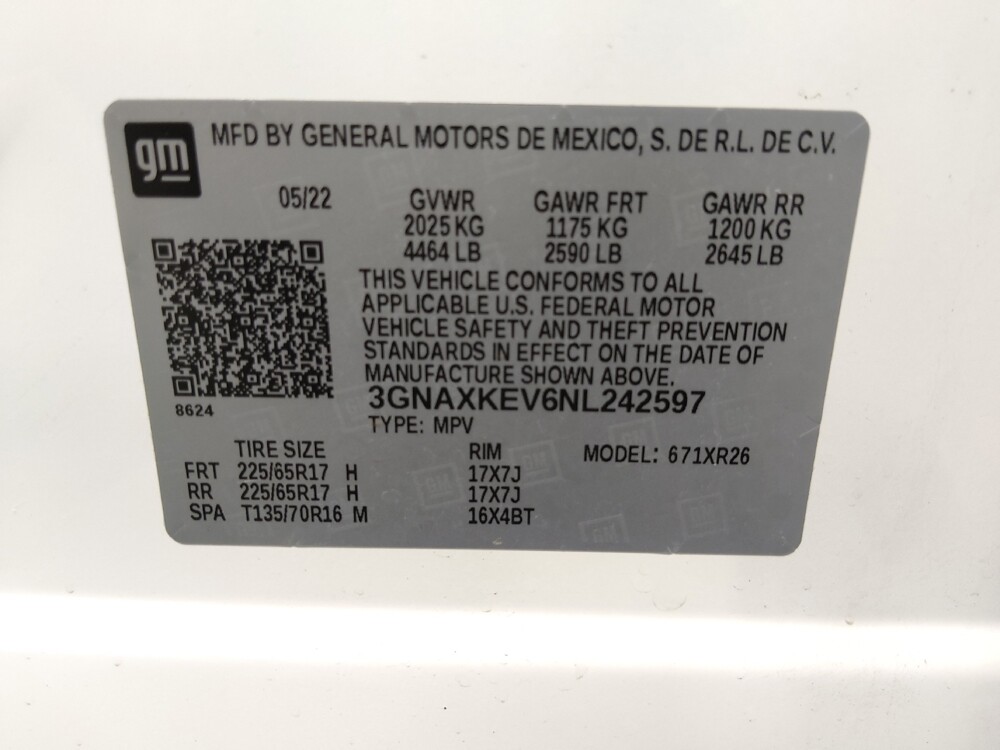 gm MFD BY GENERAL MOTORS DE MEXICO, S. DE R.L. DE C.V.
05/22 GVWR GAWR FRT GAWR RR
2025 KG 1175 KG 1200 KG
4464 LB 2590 LB 2645 LB
THIS VEHICLE CONFORMS TO ALL
APPLICABLE U.S. FEDERAL MOTOR
VEHICLE SAFETY AND THEFT PREVENTION
STANDARDS IN EFFECT ON THE DATE OF
MANUFACTURE SHOWN ABOVE.
8624 3GNAXKEV6NL242597
TYPE: MPV
TIRE SIZE RIM MODEL: 671XR26
FRT 225/65R17 H 17X7J
RR 225/65R17 H 17X7J
SPA T135/70R16 M 16X4BT